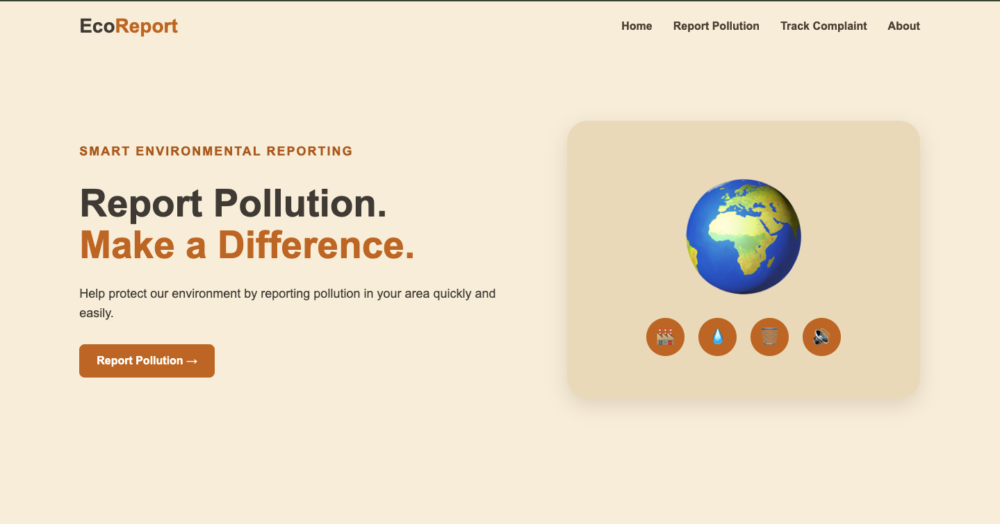 EcoReport
Home Report Pollution Track Complaint About
SMART ENVIRONMENTAL REPORTING
Report Pollution.
Make a Difference.
Help protect our environment by reporting pollution in your area quickly and
easily.
Report Pollution →